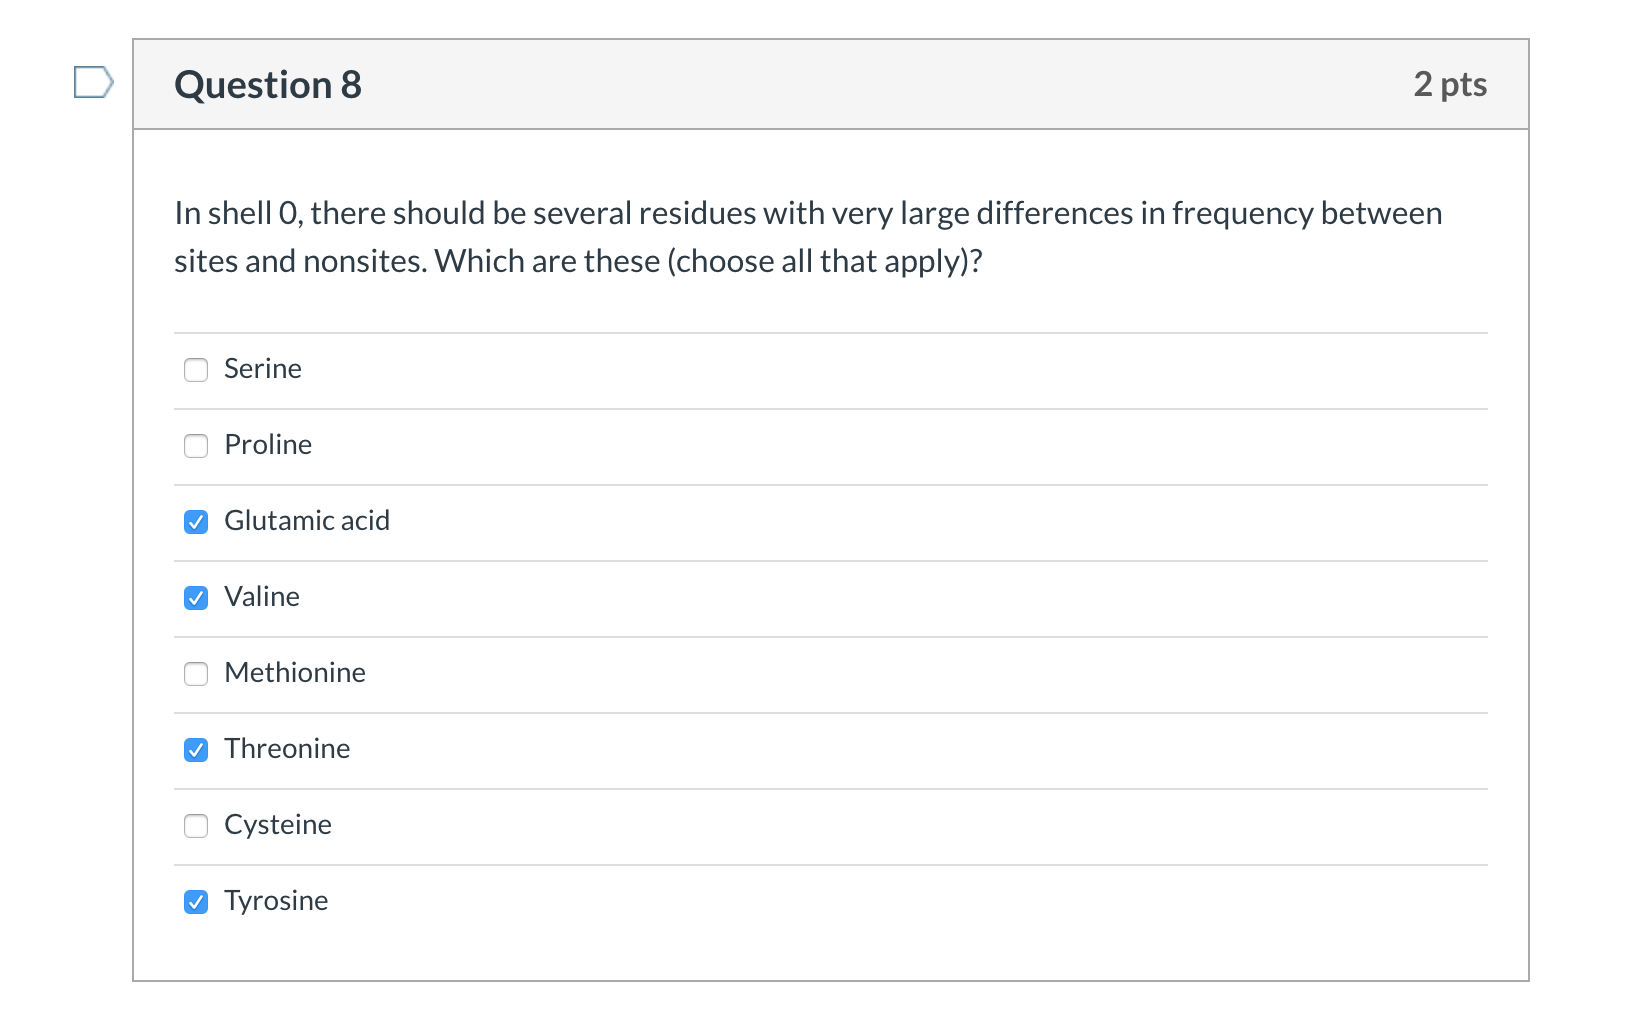 Question 8
2 pts
In shell 0, there should be several residues with very large differences in frequency between
sites and nonsites. Which are these (choose all that apply)?
Serine
Proline
Glutamic acid
Valine
Methionine
Threonine
Cysteine
Tyrosine